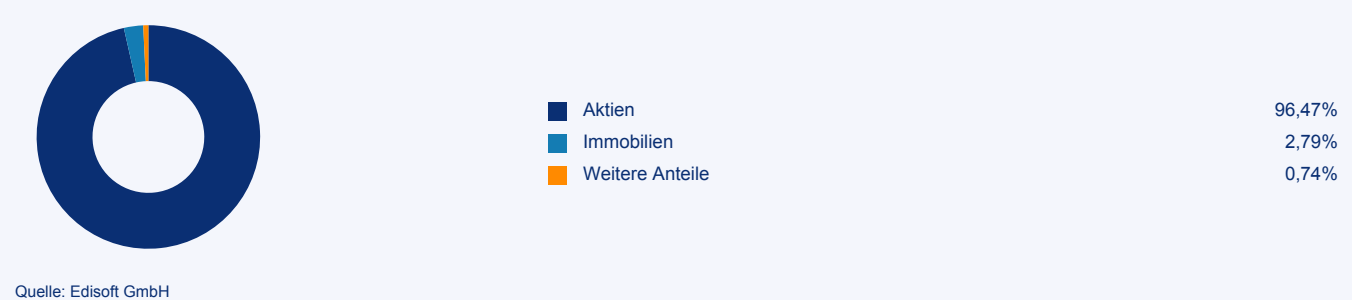 Aktien 96,47%
Immobilien 2,79%
Weitere Anteile 0,74%
Quelle: Edisoft GmbH